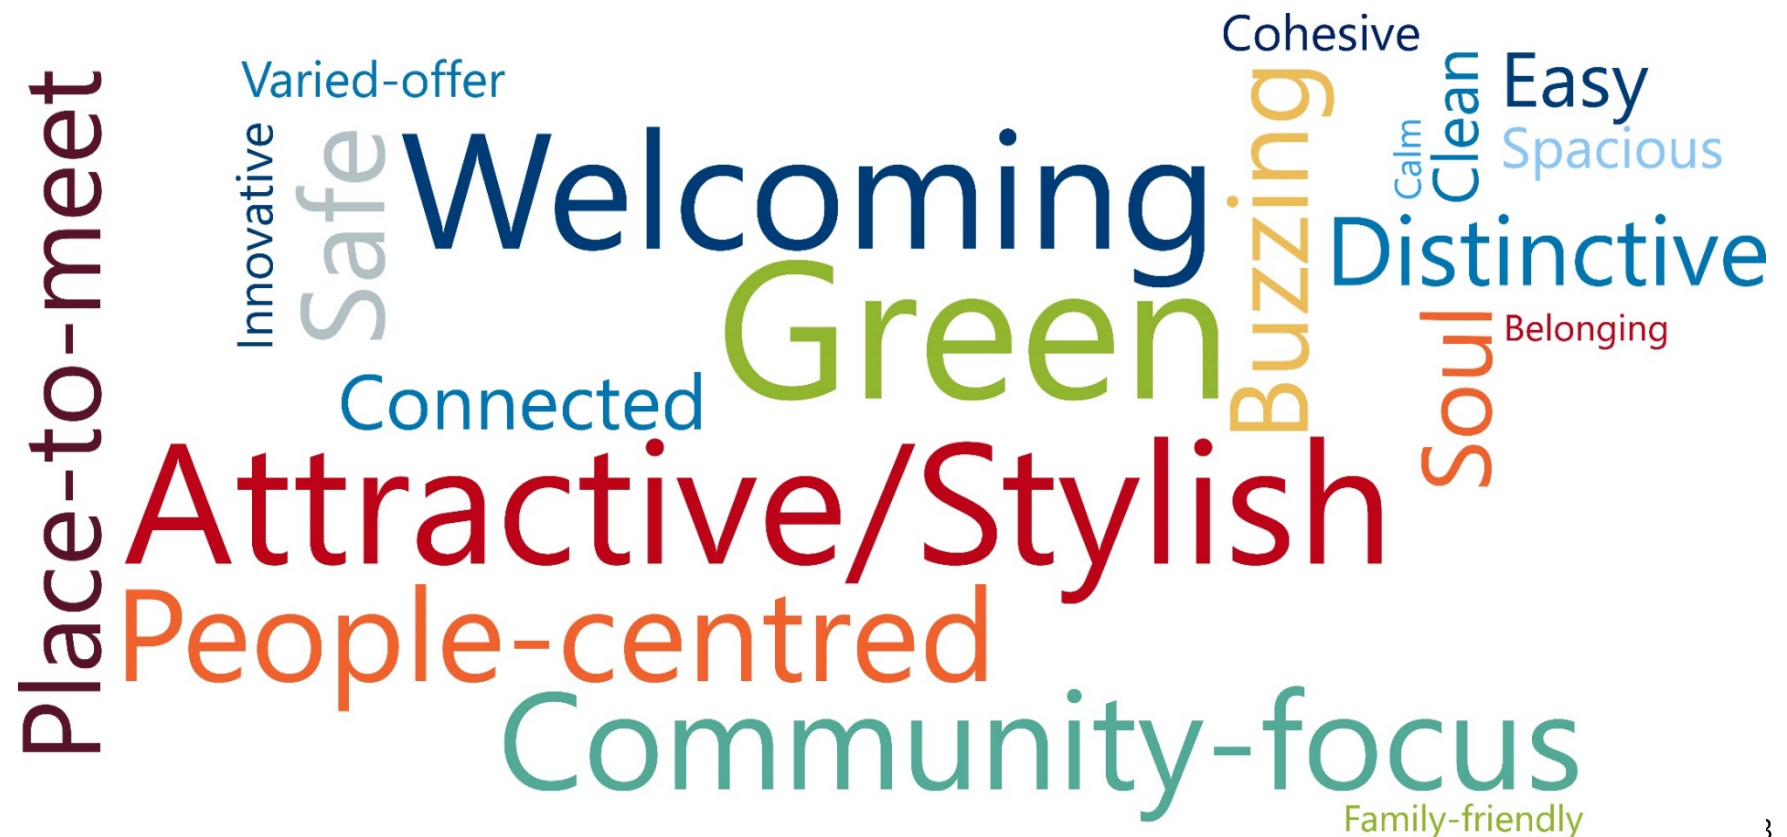 Cohesive
Varied-offer
Easy
Clean
Buzzing
Place-to-meet
Innovative
Safe
Welcoming
Calm
Spacious
Distinctive
Green
Soul
Belonging
Connected
Attractive/Stylish
People-centred
Community-focus
Family-friendly